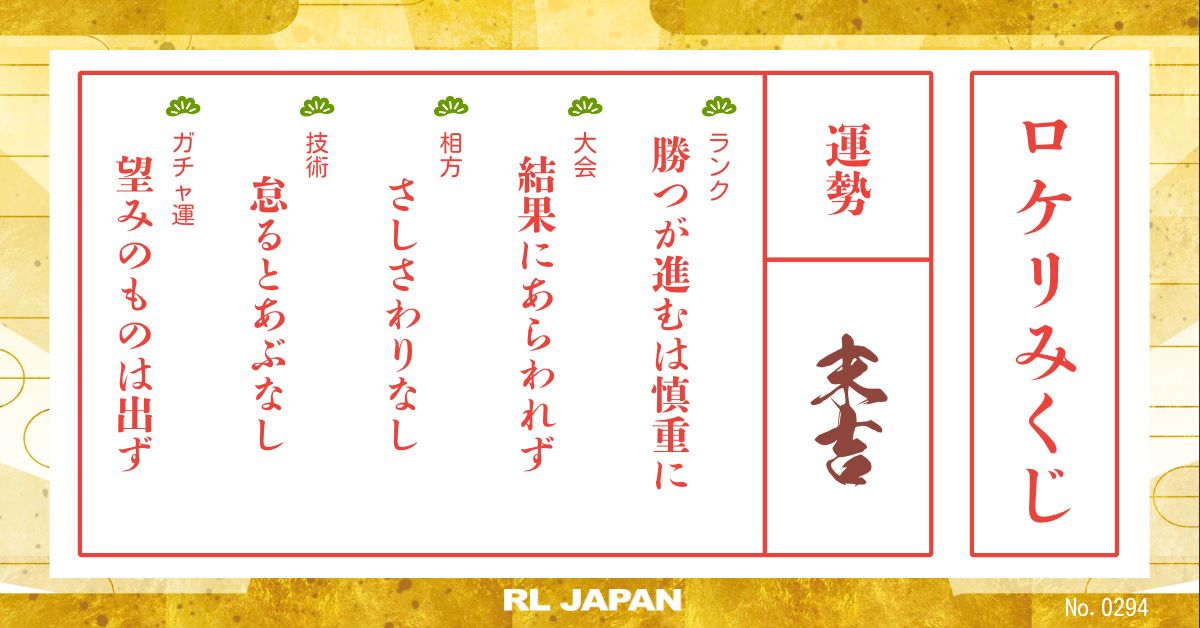 ロケリみくじ
運勢
末吉
ランク
勝つが進むは慎重に
大会
結果にあらわれず
相方
さしさわりなし
技術
怠るとあぶなし
ガチャ運
望みのものは出ず
RL JAPAN
No. 0294